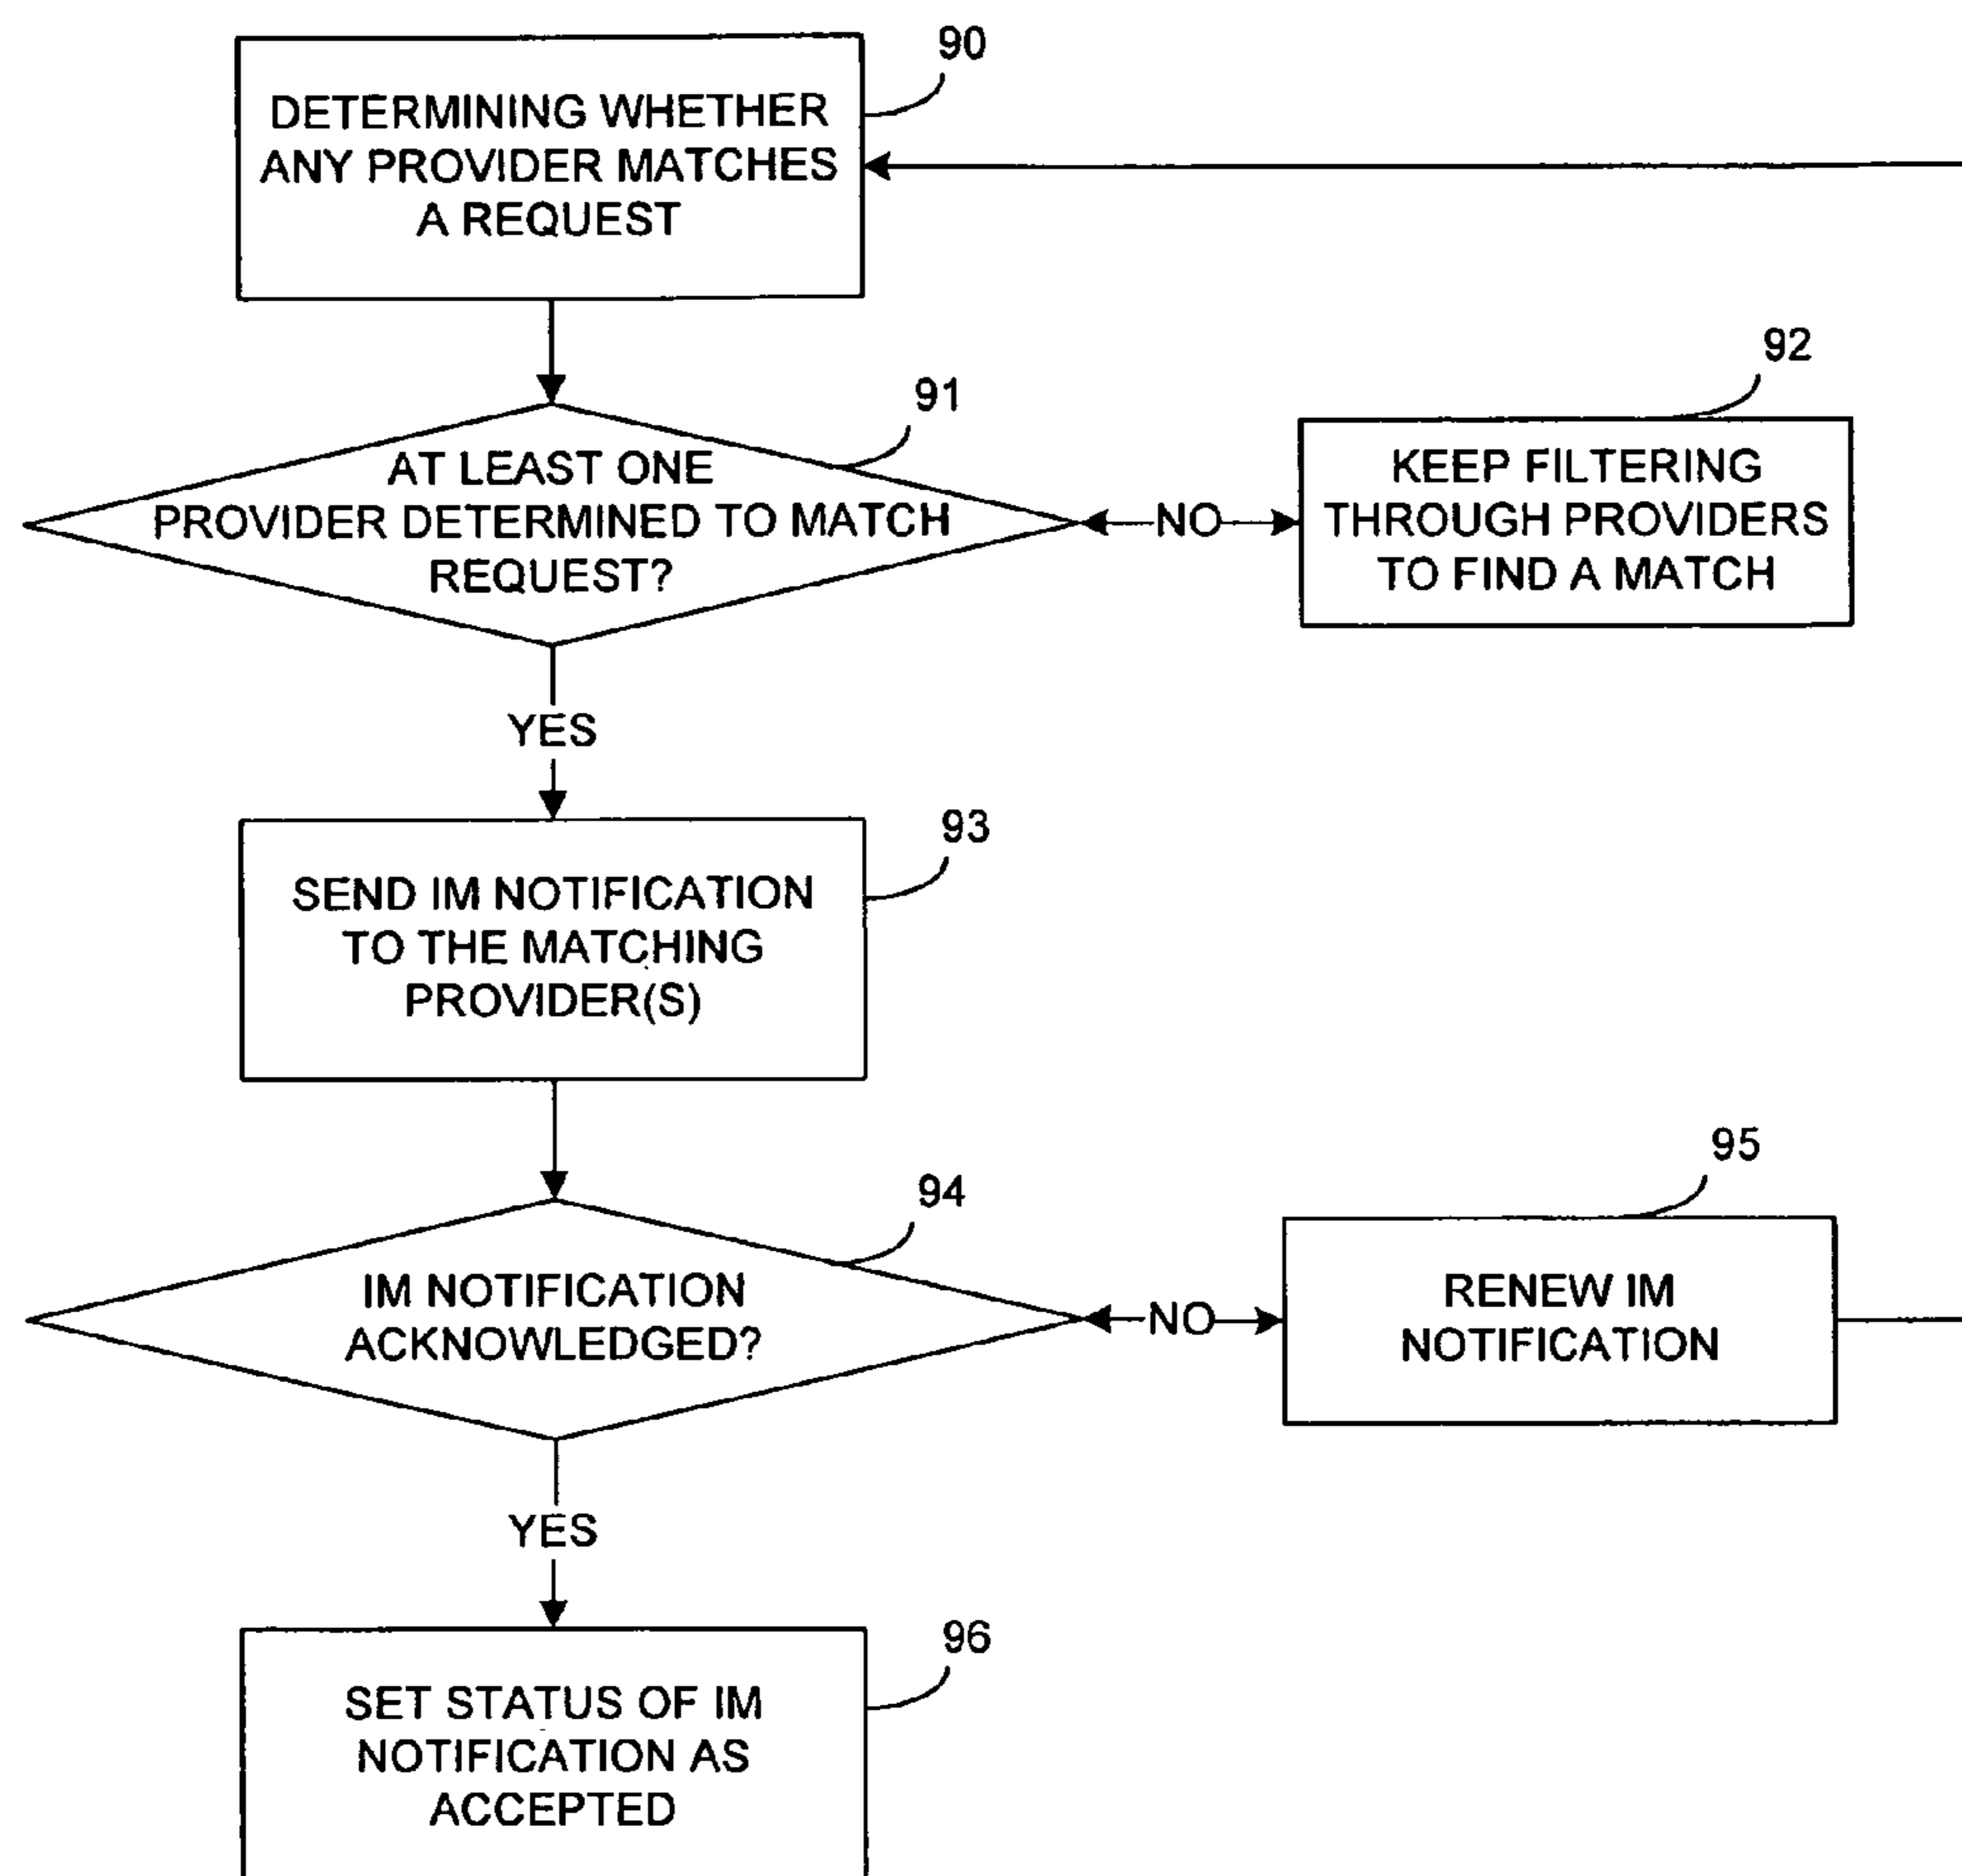 90
DETERMINING WHETHER
ANY PROVIDER MATCHES
A REQUEST
91
AT LEAST ONE
PROVIDER DETERMINED TO MATCH
REQUEST?
NO
92
KEEP FILTERING
THROUGH PROVIDERS
TO FIND A MATCH
YES
93
SEND IM NOTIFICATION
TO THE MATCHING
PROVIDER(S)
94
IM NOTIFICATION
ACKNOWLEDGED?
NO
95
RENEW IM
NOTIFICATION
YES
96
SET STATUS OF IM
NOTIFICATION AS
ACCEPTED